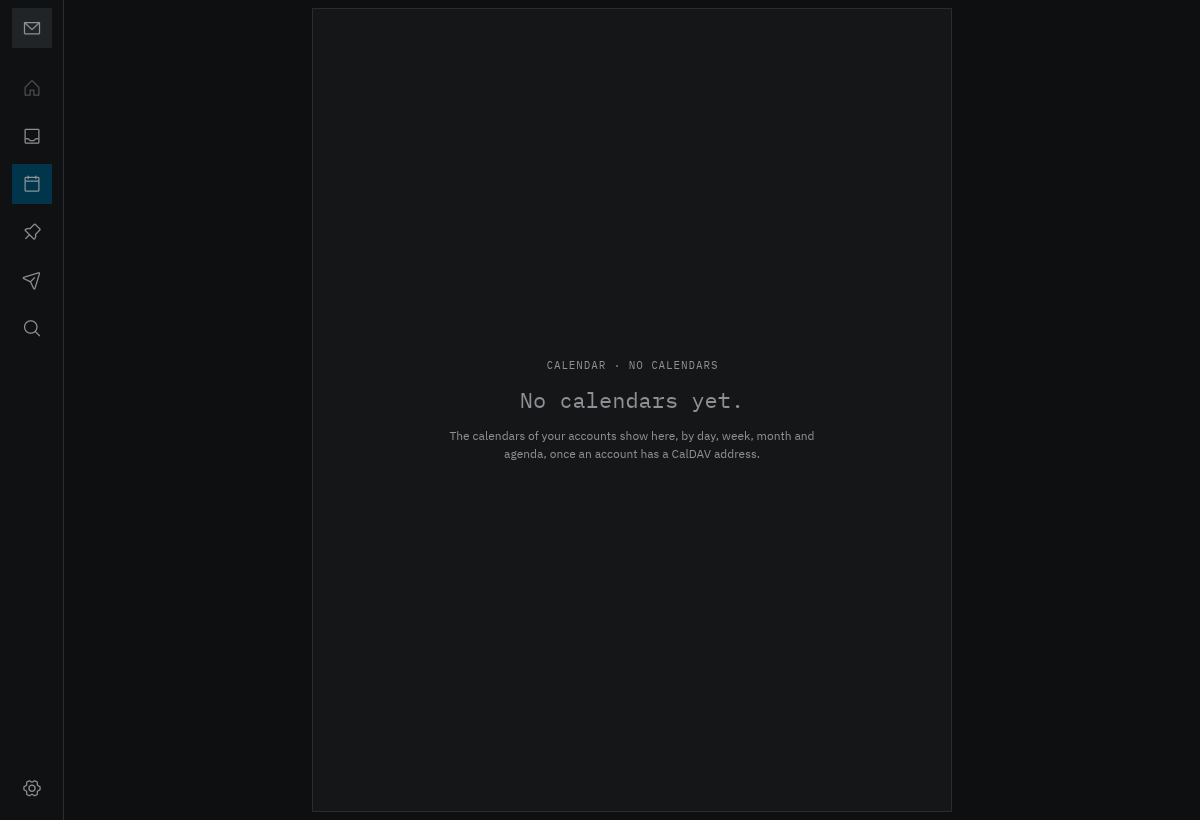 CALENDAR · NO CALENDARS
No calendars yet.
The calendars of your accounts show here, by day, week, month and
agenda, once an account has a CalDAV address.